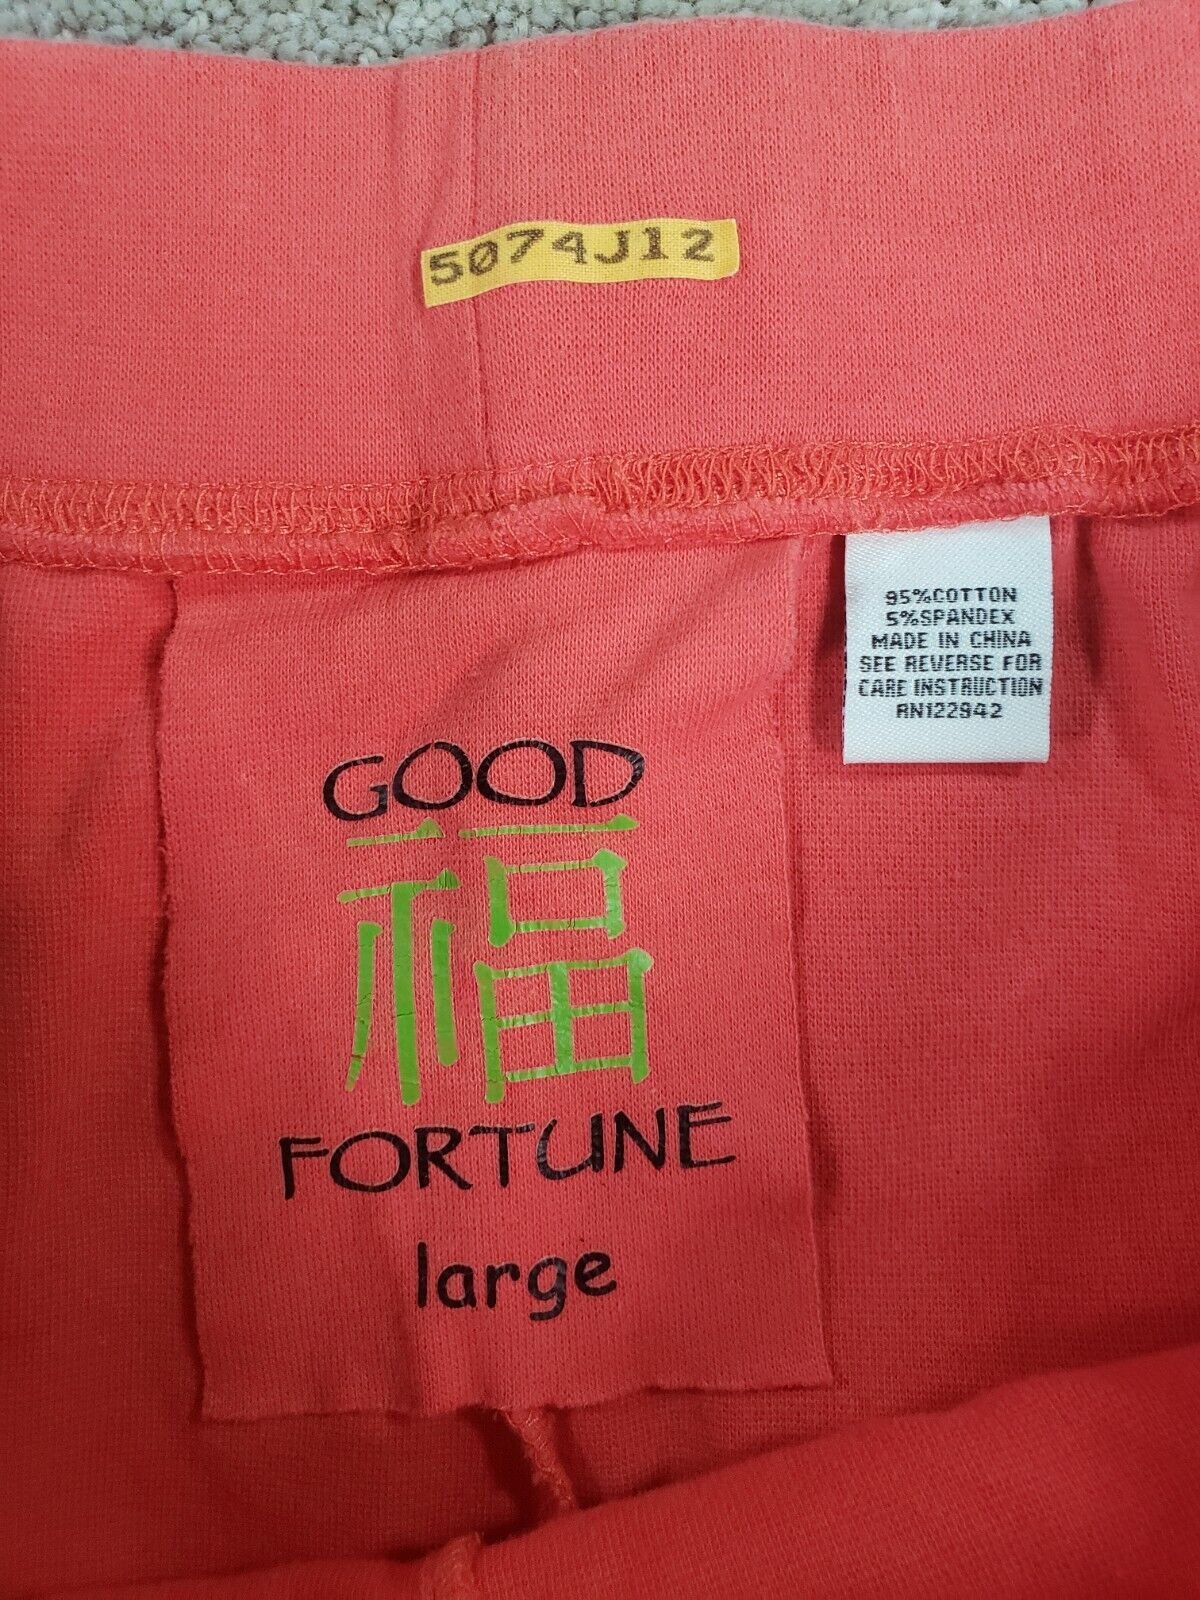 5074J12
95%COTTON
5%SPANDEX
MADE IN CHINA
SEE REVERSE FOR
CARE INSTRUCTION
RN122942
GOOD
福
FORTUNE
large